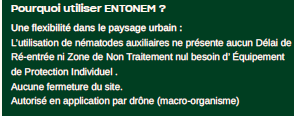 Pourquoi utiliser ENTONEM ?
Une flexibilité dans le paysage urbain :
L'utilisation de nématodes auxiliaires ne présente aucun Délai de
Ré-entrée ni Zone de Non Traitement nul besoin d' Équipement
de Protection Individuel .
Aucune fermeture du site.
Autorisé en application par drône (macro-organisme)